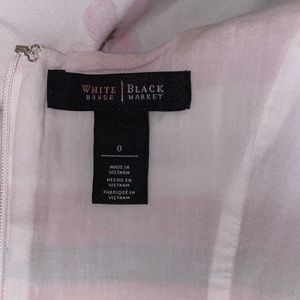 WHITE | BLACK
HOUSE | MARKET
0
MADE IN
VIETNAM
HECHO EN
VIETNAM
FABRIQUÉ EN
VIETNAM